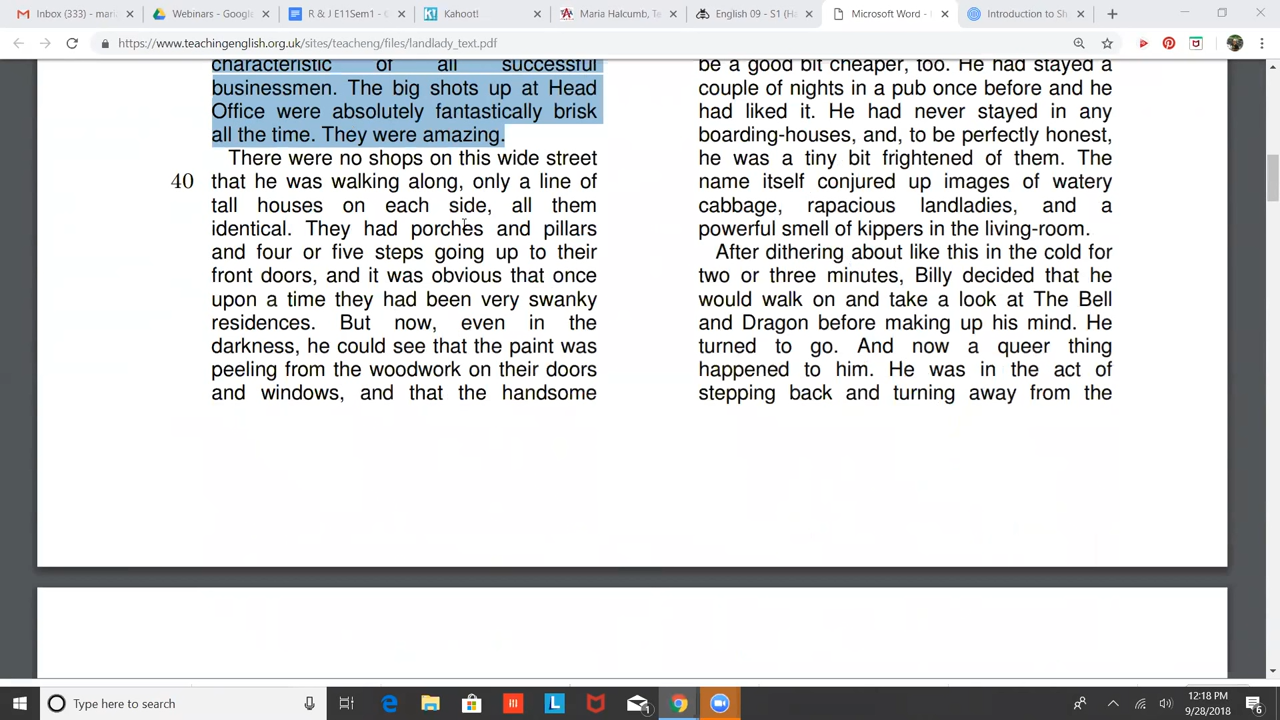 Inbox (333) - mari
Webinars - Google
R & J E11Sem1 - G
Kahoot!
Maria Halcumb, Te
English 09 - S1 (H
Microsoft Word -
Introduction to Sh
https://www.teachingenglish.org.uk/sites/teacheng/files/landlady_text.pdf
characteristic of all successful
businessmen. The big shots up at Head
Office were absolutely fantastically brisk
all the time. They were amazing.
There were no shops on this wide street
40 that he was walking along, only a line of
tall houses on each side, all them
identical. They had porches and pillars
and four or five steps going up to their
front doors, and it was obvious that once
upon a time they had been very swanky
residences. But now, even in the
darkness, he could see that the paint was
peeling from the woodwork on their doors
and windows, and that the handsome
be a good bit cheaper, too. He had stayed a
couple of nights in a pub once before and he
had liked it. He had never stayed in any
boarding-houses, and, to be perfectly honest,
he was a tiny bit frightened of them. The
name itself conjured up images of watery
cabbage, rapacious landladies, and a
powerful smell of kippers in the living-room.
After dithering about like this in the cold for
two or three minutes, Billy decided that he
would walk on and take a look at The Bell
and Dragon before making up his mind. He
turned to go. And now a queer thing
happened to him. He was in the act of
stepping back and turning away from the
Type here to search
12:18 PM
9/28/2018